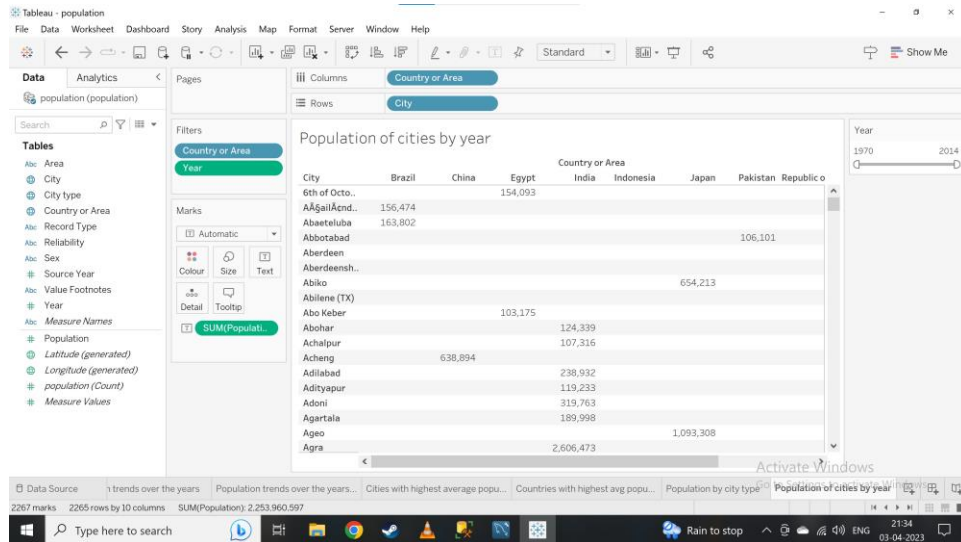 Tableau - population
File Data Worksheet Dashboard Story Analysis Map Format Server Window Help
Standard
Show Me
Data Analytics
population (population)
Search
Tables
Abc Area
City
City type
Country or Area
Abc Record Type
Abc Reliability
Abc Sex
# Source Year
Abc Value Footnotes
# Year
Abc Measure Names
# Population
Latitude (generated)
Longitude (generated)
# population (Count)
# Measure Values
Pages
Filters
Country or Area
Year
Marks
Automatic
Colour Size Text
Detail Tooltip
SUM(Populati..
Columns Country or Area
Rows City
Population of cities by year
Country or Area
City Brazil China Egypt India Indonesia Japan Pakistan Republic o
6th of Octo.. 154,093
AÃ§ailÃ¢nd.. 156,474
Abaeteluba 163,802
Abbotabad 106,101
Aberdeen
Aberdeensh..
Abiko 654,213
Abilene (TX)
Abo Keber 103,175
Abohar 124,339
Achalpur 107,316
Acheng 638,894
Adilabad 238,932
Adityapur 119,233
Adoni 319,763
Agartala 189,998
Ageo 1,093,308
Agra 2,606,473
Year
1970 2014
Activate Windows
Go to Settings to activate Windows
Data Source n trends over the years Population trends over the years... Cities with highest average popu... Countries with highest avg popu... Population by city type Population of cities by year
2267 marks 2265 rows by 10 columns SUM(Population): 2.253.960.597
Type here to search
Rain to stop ENG 21:34
03-04-2023